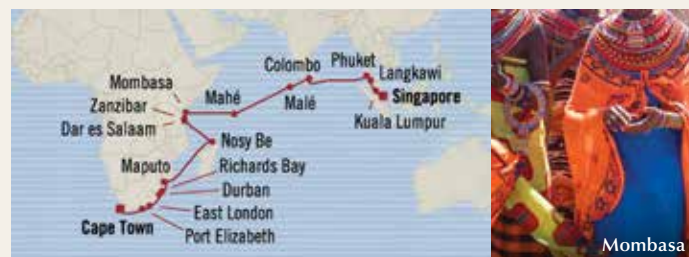 Mombasa
Zanzibar
Dar es Salaam
Mahé
Colombo
Malé
Phuket
Langkawi
Singapore
Kuala Lumpur
Nosy Be
Maputo
Richards Bay
Durban
East London
Port Elizabeth
Cape Town
Mombasa